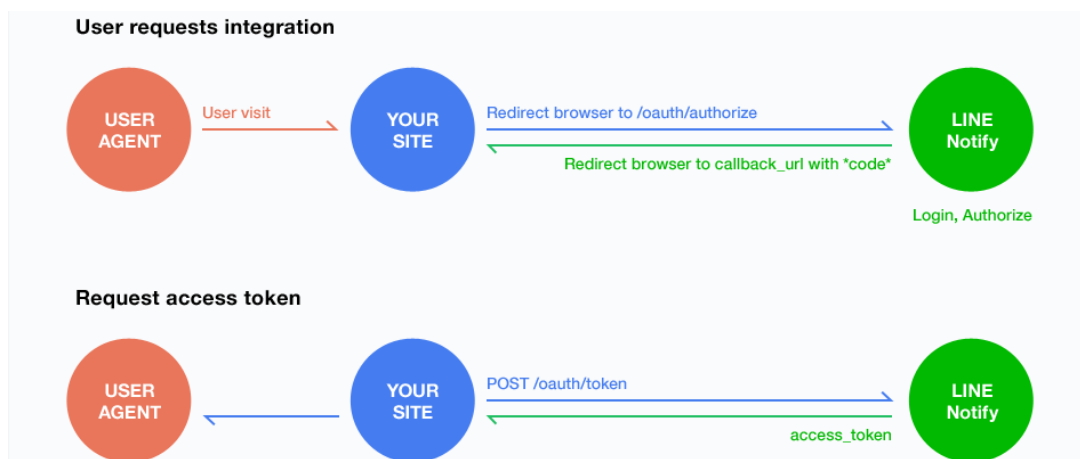 User requests integration
USER
AGENT
User visit
YOUR
SITE
Redirect browser to /oauth/authorize
Redirect browser to callback_url with *code*
LINE
Notify
Login, Authorize
Request access token
USER
AGENT
YOUR
SITE
POST /oauth/token
access_token
LINE
Notify